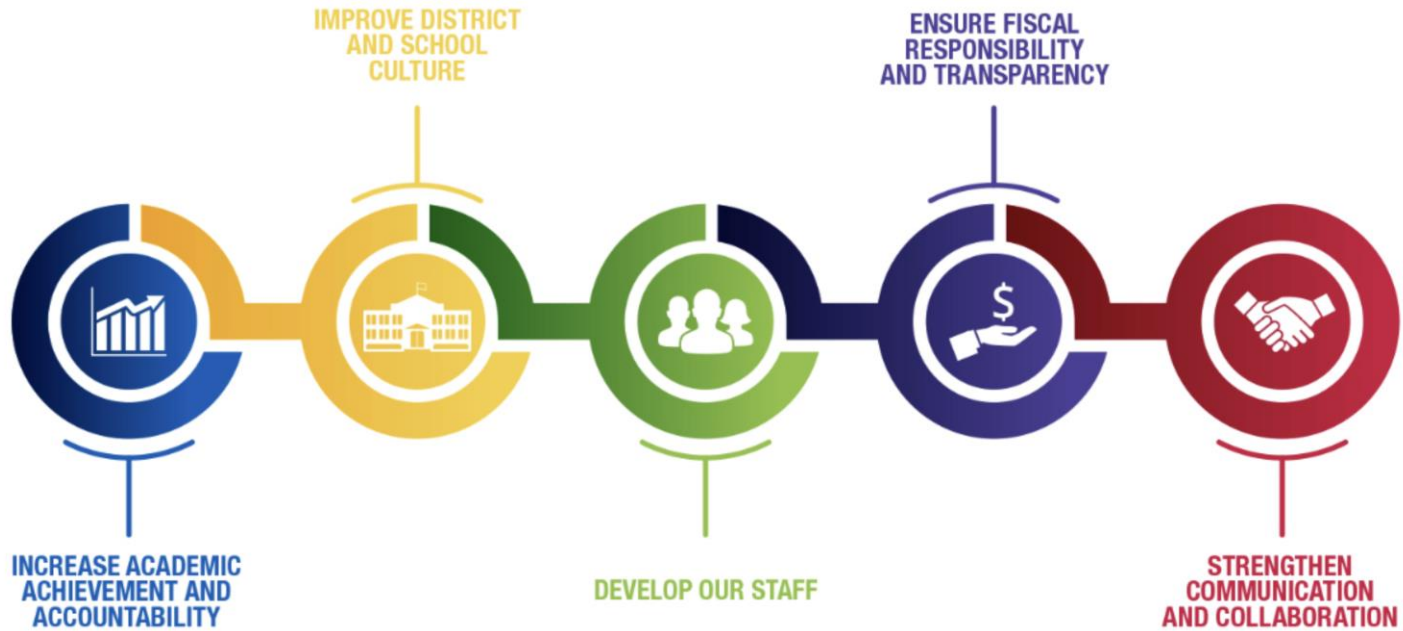 IMPROVE DISTRICT
AND SCHOOL
CULTURE
ENSURE FISCAL
RESPONSIBILITY
AND TRANSPARENCY
$
INCREASE ACADEMIC
ACHIEVEMENT AND
ACCOUNTABILITY
DEVELOP OUR STAFF
STRENGTHEN
COMMUNICATION
AND COLLABORATION